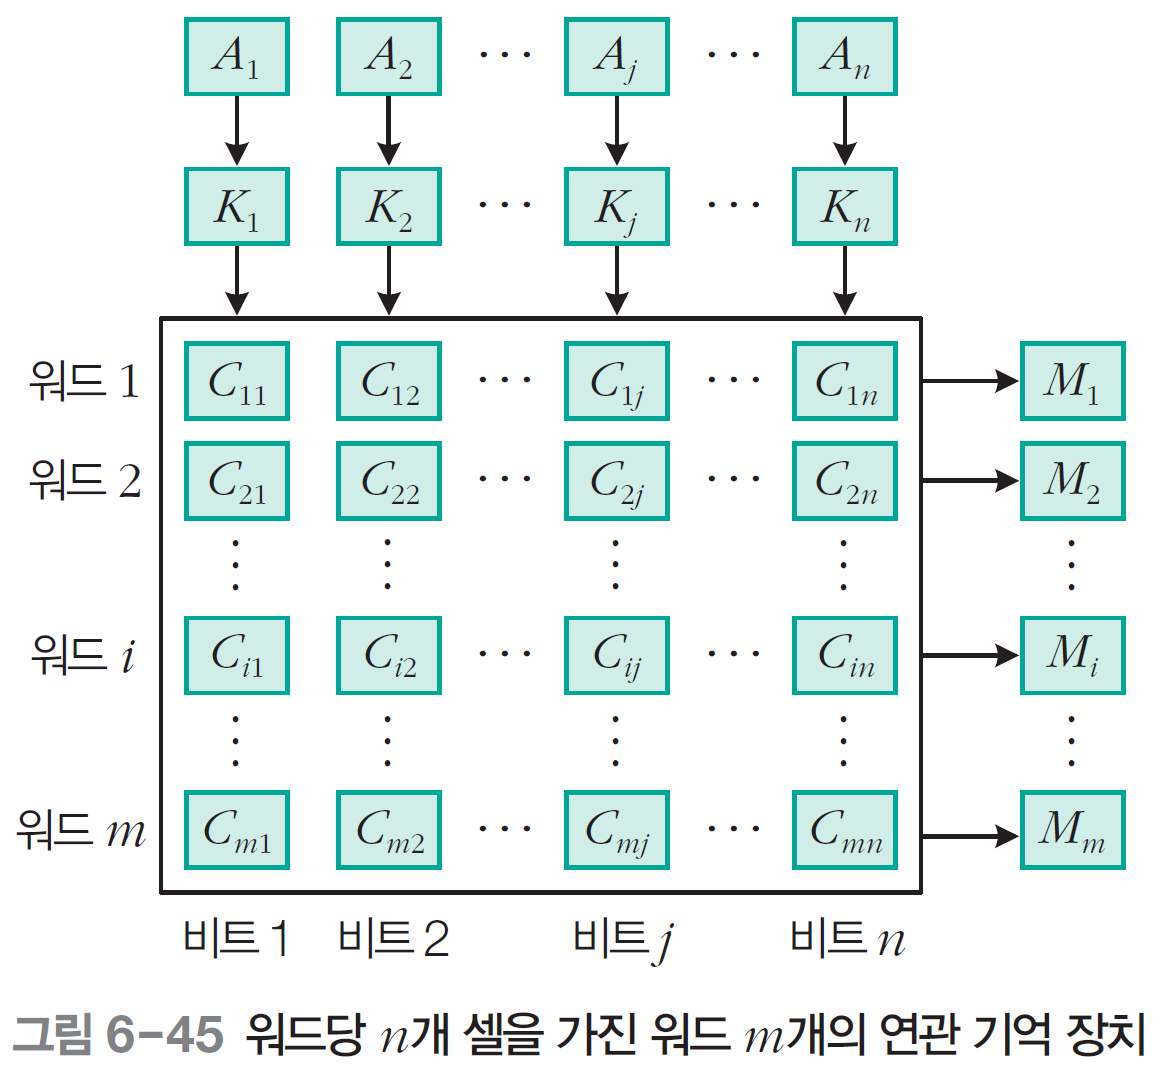 A₁ A₂ ··· Aⱼ ··· Aₙ
K₁ K₂ ··· Kⱼ ··· Kₙ
워드 1 C₁₁ C₁₂ ··· C₁ⱼ ··· C₁ₙ M₁
워드 2 C₂₁ C₂₂ ··· C₂ⱼ ··· C₂ₙ M₂
⋮ ⋮ ⋮ ⋮ ⋮
워드 i Cᵢ₁ Cᵢ₂ ··· Cᵢⱼ ··· Cᵢₙ Mᵢ
⋮ ⋮ ⋮ ⋮ ⋮
워드 m Cₘ₁ Cₘ₂ ··· Cₘⱼ ··· Cₘₙ Mₘ
비트 1 비트 2 비트 j 비트 n
그림 6-45 워드당 n개 셀을 가진 워드 m개의 연관 기억 장치